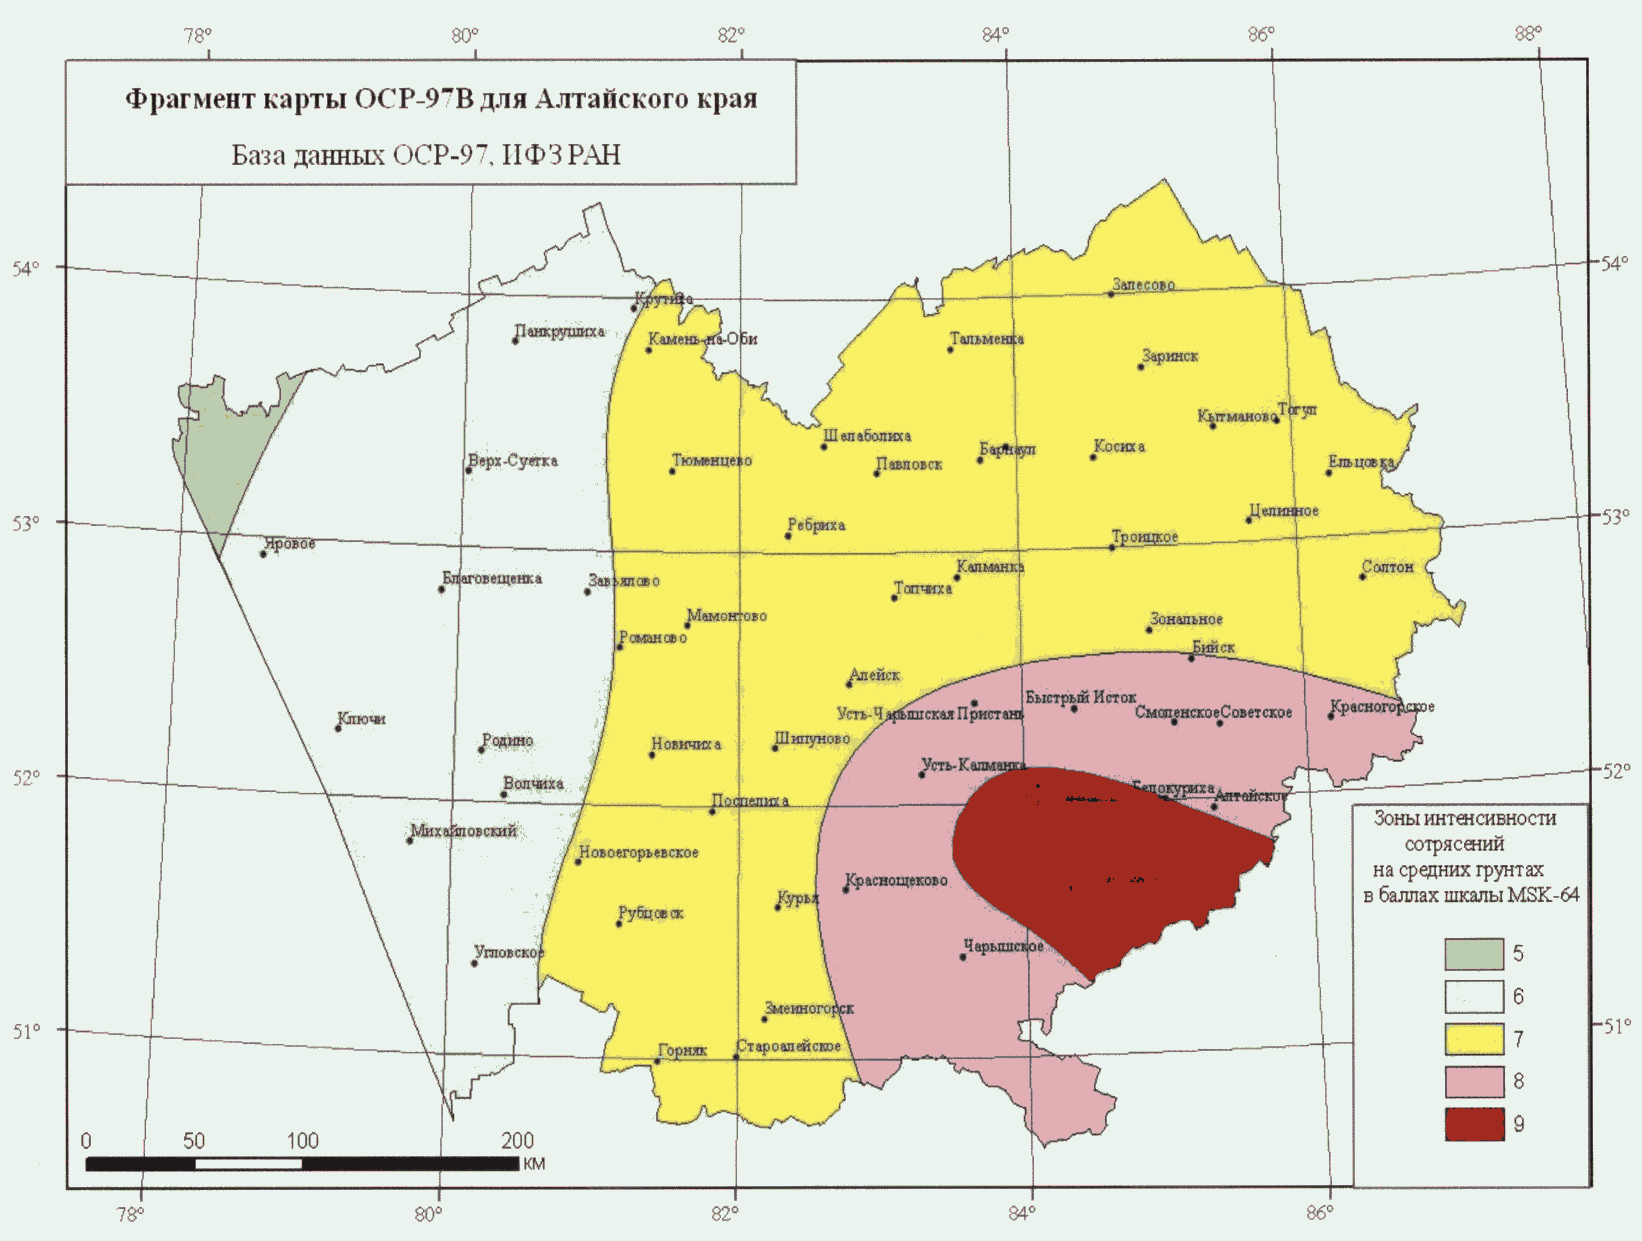 78° 80° 82° 84° 86° 88°
Фрагмент карты ОСР-97В для Алтайского края
База данных ОСР-97, ИФЗ РАН
54° 54°
Залесово
Крутиха
Панкрушиха
Камень-на-Оби
Тальменка
Заринск
Кытманово
Тогул
Шелаболиха
Барнаул
Косиха
Верх-Суетка
Тюменцево
Павловск
Ельцовка
Целинное
53° 53°
Ребриха
Троицкое
Яровое
Калманка
Солтон
Благовещенка
Завьялово
Топчиха
Мамонтово
Зональное
Романово
Бийск
Алейск
Быстрый Исток
Усть-Чарышская Пристань
Смоленское
Советское
Красногорское
Ключи
Родино
Новичиха
Шипуново
52° 52°
Усть-Калманка
Волчиха
Белокуриха
Алтайское
Поспелиха
Михайловский
Новоегорьевское
Краснощеково
Курья
Рубцовск
Угловское
Чарышское
Змеиногорск
51° 51°
Горняк
Староалейское
Зоны интенсивности
сотрясений
на средних грунтах
в баллах шкалы MSK-64
5
6
7
8
9
0 50 100 200
КМ
78° 80° 82° 84° 86°